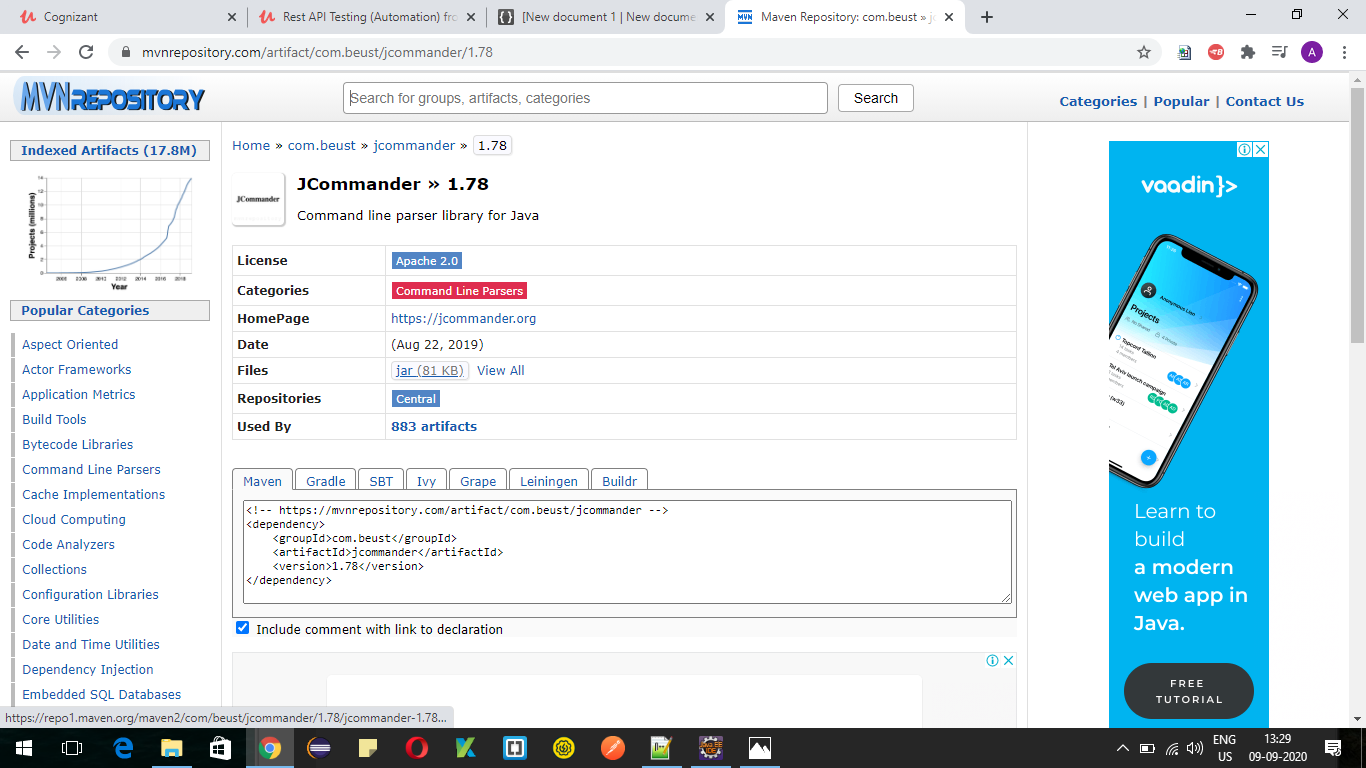 Cognizant
Rest API Testing (Automation) fro
[New document 1 | New docume
Maven Repository: com.beust » jc
mvnrepository.com/artifact/com.beust/jcommander/1.78
A
MVNREPOSITORY
Search for groups, artifacts, categories
Search
Categories | Popular | Contact Us
Indexed Artifacts (17.8M)
Projects (millions)
Year
Popular Categories
Aspect Oriented
Actor Frameworks
Application Metrics
Build Tools
Bytecode Libraries
Command Line Parsers
Cache Implementations
Cloud Computing
Code Analyzers
Collections
Configuration Libraries
Core Utilities
Date and Time Utilities
Dependency Injection
Embedded SQL Databases
Home » com.beust » jcommander » 1.78
JCommander
JCommander » 1.78
Command line parser library for Java
License Apache 2.0
Categories Command Line Parsers
HomePage https://jcommander.org
Date (Aug 22, 2019)
Files jar (81 KB) View All
Repositories Central
Used By 883 artifacts
Maven Gradle SBT Ivy Grape Leiningen Buildr
<!-- https://mvnrepository.com/artifact/com.beust/jcommander -->
<dependency>
    <groupId>com.beust</groupId>
    <artifactId>jcommander</artifactId>
    <version>1.78</version>
</dependency>
Include comment with link to declaration
vaadin}>
Anonymous Lion
Projects
Topconf Tallinn
Tel Aviv launch campaign
Learn to
build
a modern
web app in
Java.
FREE
TUTORIAL
https://repo1.maven.org/maven2/com/beust/jcommander/1.78/jcommander-1.78...
ENG
US
13:29
09-09-2020